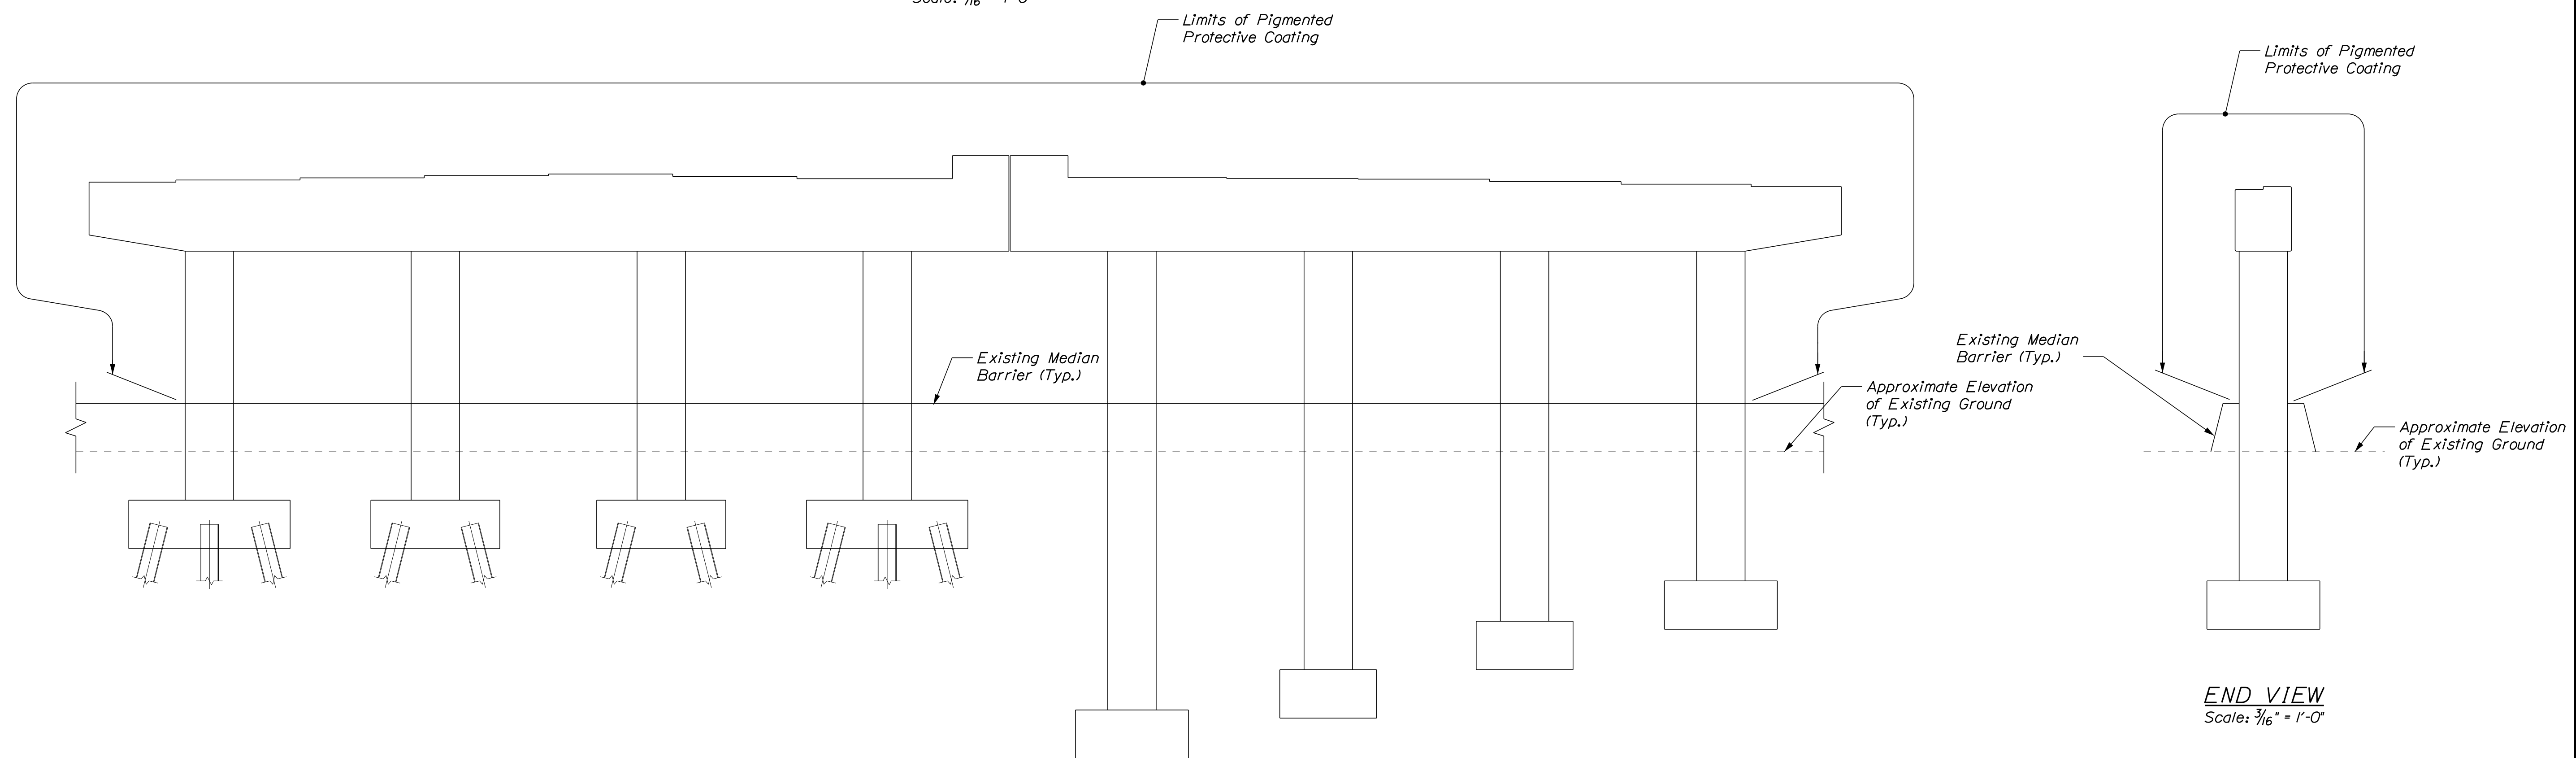 Limits of Pigmented
Protective Coating
Limits of Pigmented
Protective Coating
Existing Median
Barrier (Typ.)
Approximate Elevation
of Existing Ground
(Typ.)
Existing Median
Barrier (Typ.)
Approximate Elevation
of Existing Ground
(Typ.)
END VIEW
Scale: 3/16" = 1'-0"